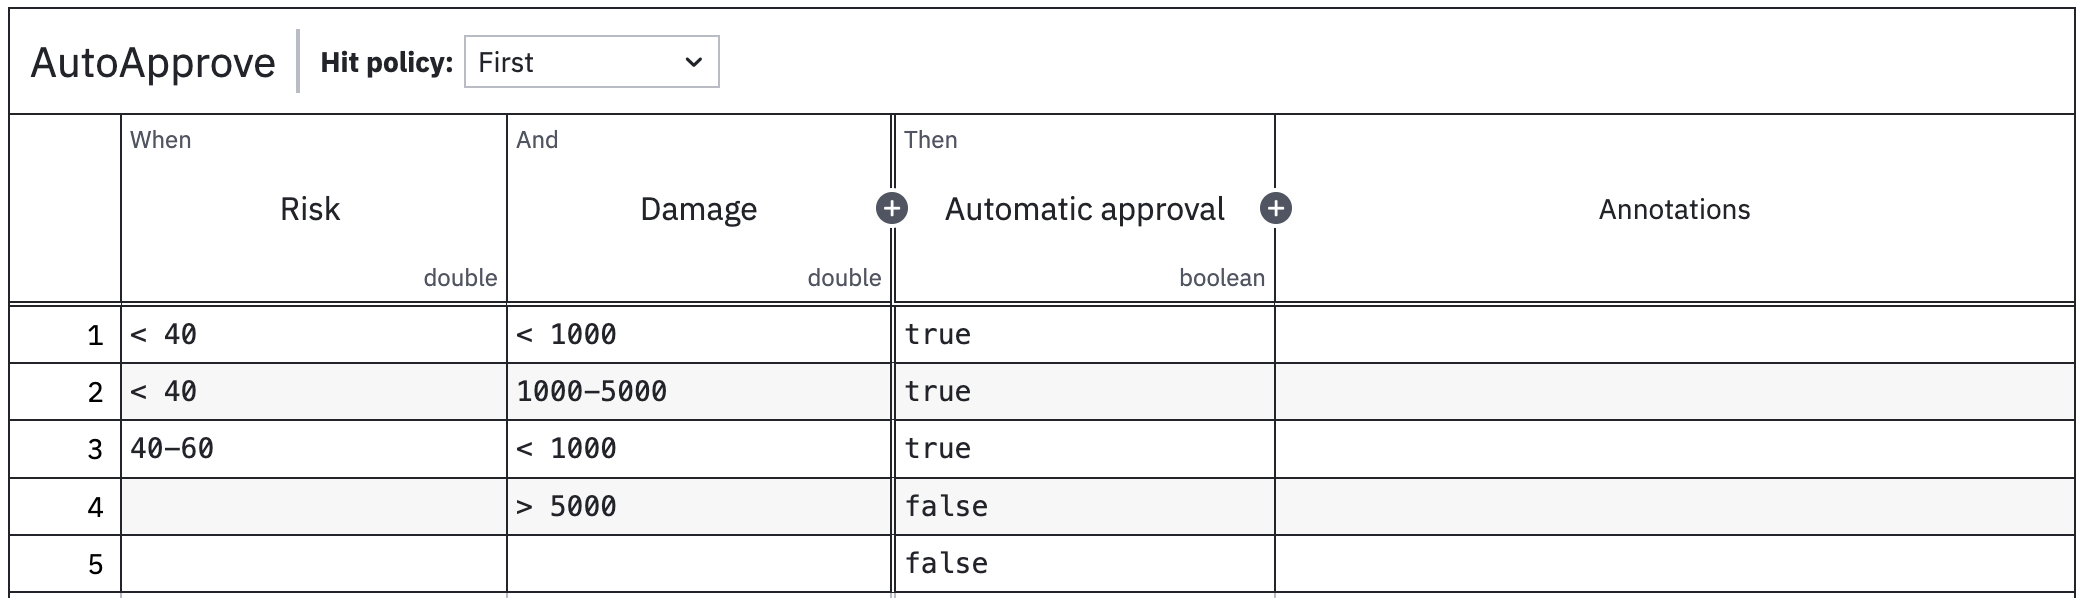 AutoApprove Hit policy: First
When And Then
Risk Damage Automatic approval Annotations
double double boolean
1 < 40 < 1000 true
2 < 40 1000–5000 true
3 40–60 < 1000 true
4 > 5000 false
5 false